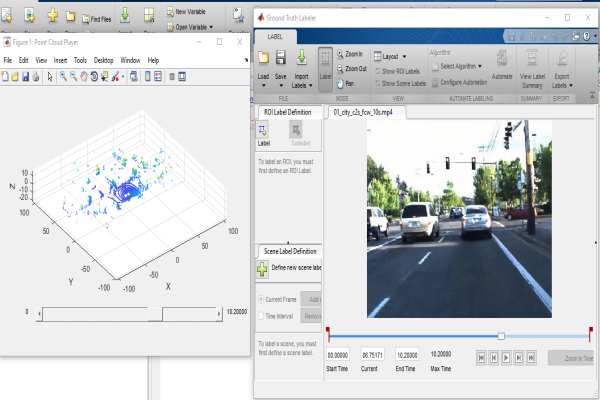 New Variable
Find Files
Open Variable
Figure 1: Point Cloud Player
File Edit View Insert Tools Desktop Window Help
Z
10
0
-10
-20
100
50
0
-50
-100
Y
-100
-50
0
50
100
X
0
10.20000
Ground Truth Labeler
LABEL
Load
Save
Import
Labels
FILE
Label
Zoom In
Zoom Out
Pan
MODE
Layout
Show ROI Labels
Show Scene Labels
VIEW
Algorithm:
Select Algorithm
Configure Automation
Automate
AUTOMATE LABELING
View Label
Summary
SUMMARY
Export
Labels
EXPORT
ROI Label Definition
Label
Sublabel
To label an ROI, you must
first define an ROI Label.
Scene Label Definition
Define new scene labe
Current Frame
Add L
Time Interval
Remove
To label a scene, you must
first define a scene label.
01_city_c2s_fcw_10s.mp4
00.00000
06.75171
10.20000
10.20000
Start Time
Current
End Time
Max Time
Zoom In Time